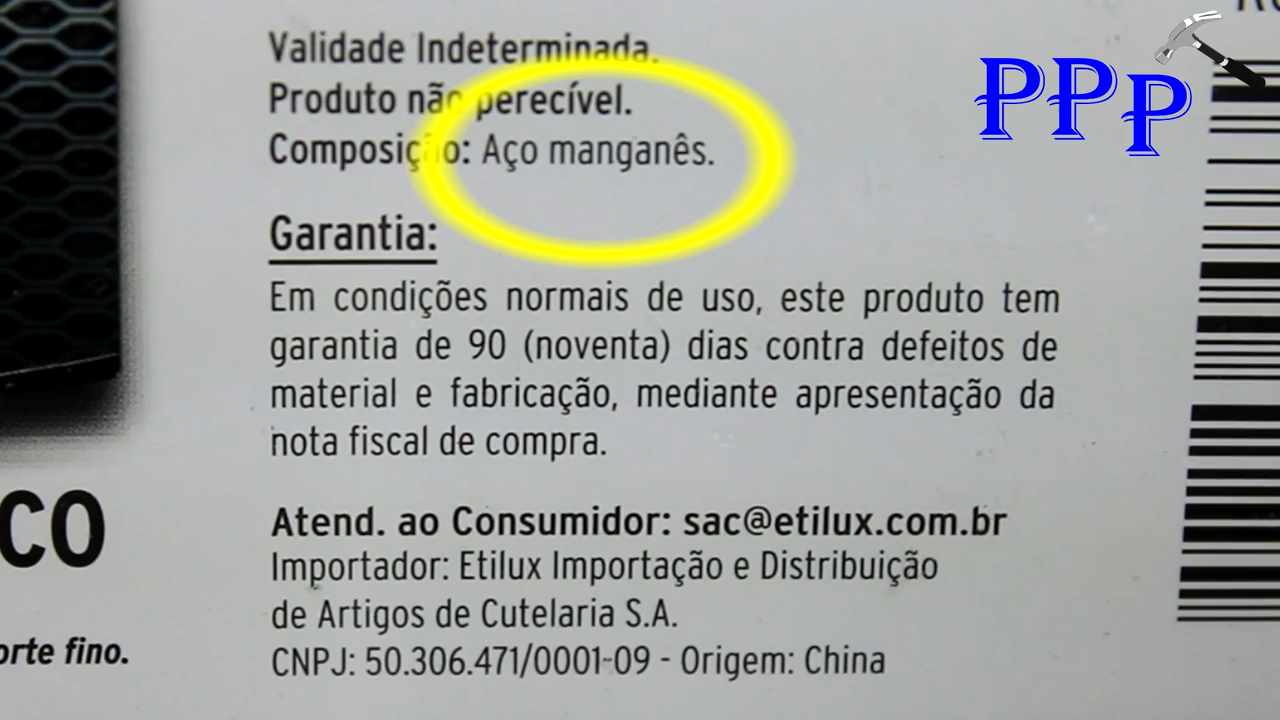 PPP
Validade Indeterminada.
Produto não perecível.
Composição: Aço manganês.
Garantia:
Em condições normais de uso, este produto tem
garantia de 90 (noventa) dias contra defeitos de
material e fabricação, mediante apresentação da
nota fiscal de compra.
CO
Atend. ao Consumidor: sac@etilux.com.br
Importador: Etilux Importação e Distribuição
de Artigos de Cutelaria S.A.
orte fino.
CNPJ: 50.306.471/0001-09 - Origem: China